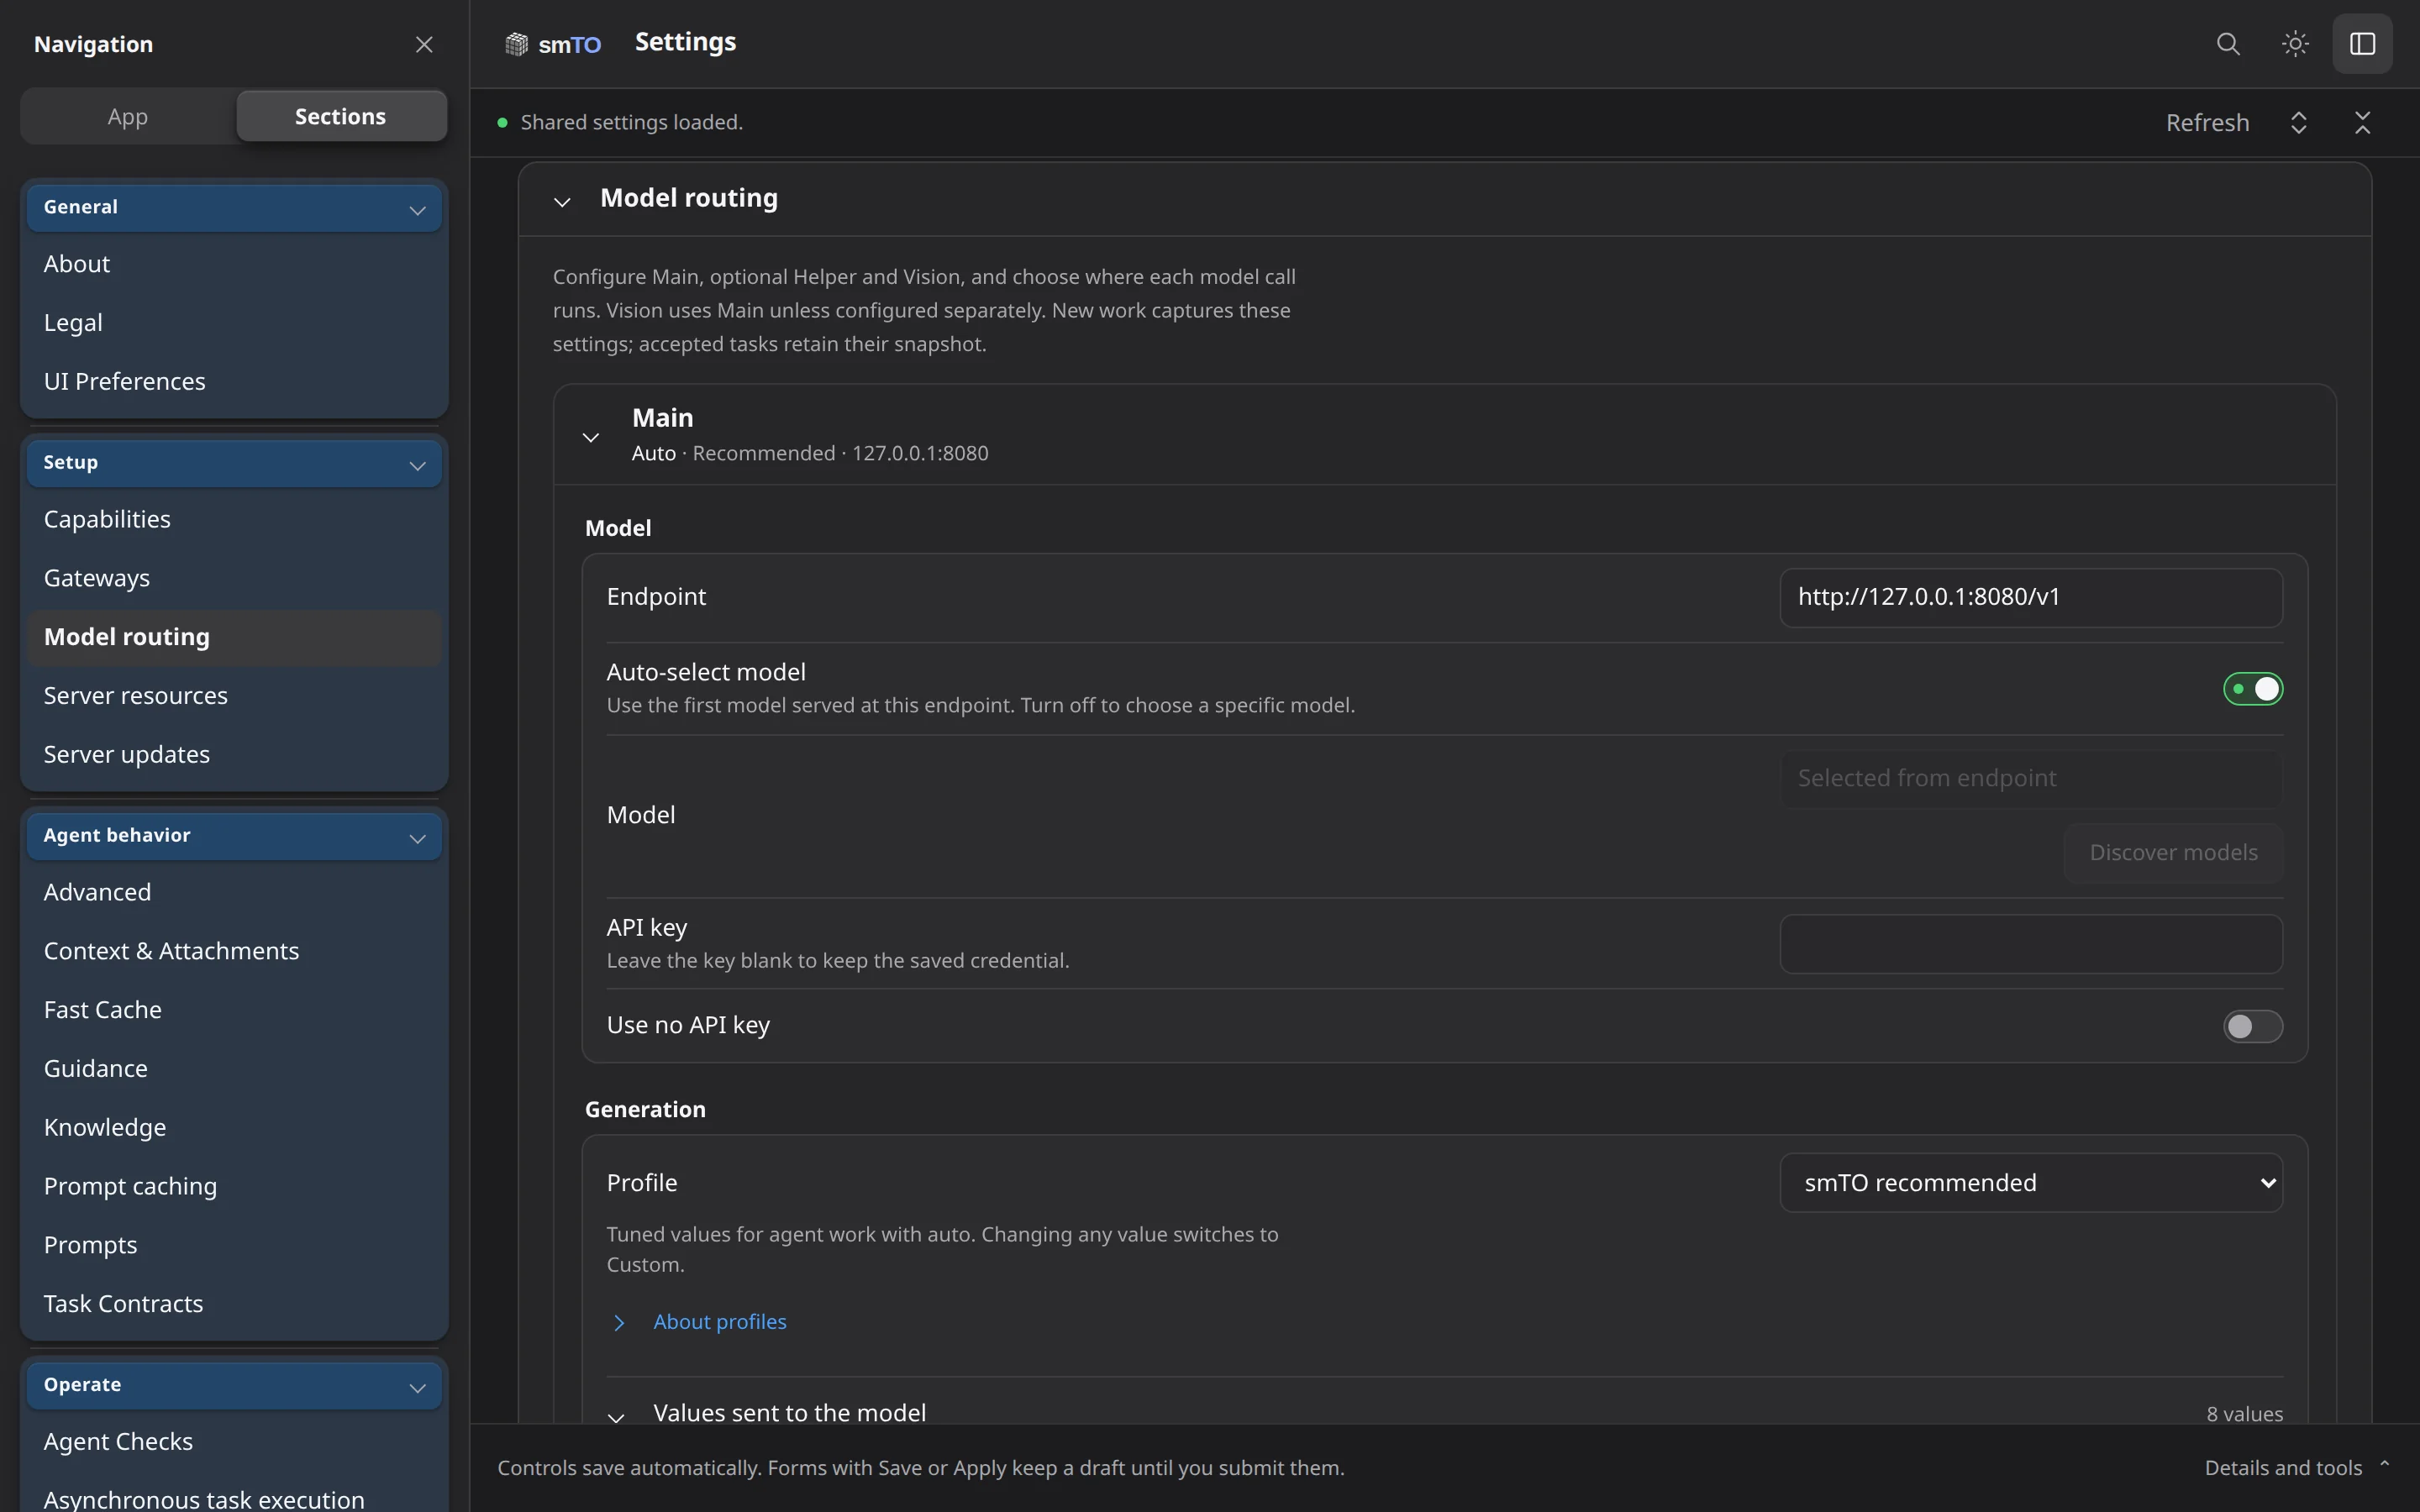 Navigation
App
Sections
General
About
Legal
UI Preferences
Setup
Capabilities
Gateways
Model routing
Server resources
Server updates
Agent behavior
Advanced
Context & Attachments
Fast Cache
Guidance
Knowledge
Prompt caching
Prompts
Task Contracts
Operate
Agent Checks
Asynchronous task execution
smTO
Settings
Shared settings loaded.
Refresh
Model routing
Configure Main, optional Helper and Vision, and choose where each model call
runs. Vision uses Main unless configured separately. New work captures these
settings; accepted tasks retain their snapshot.
Main
Auto · Recommended · 127.0.0.1:8080
Model
Endpoint
http://127.0.0.1:8080/v1
Auto-select model
Use the first model served at this endpoint. Turn off to choose a specific model.
Model
Selected from endpoint
Discover models
API key
Leave the key blank to keep the saved credential.
Use no API key
Generation
Profile
smTO recommended
Tuned values for agent work with auto. Changing any value switches to
Custom.
About profiles
Values sent to the model
8 values
Controls save automatically. Forms with Save or Apply keep a draft until you submit them.
Details and tools